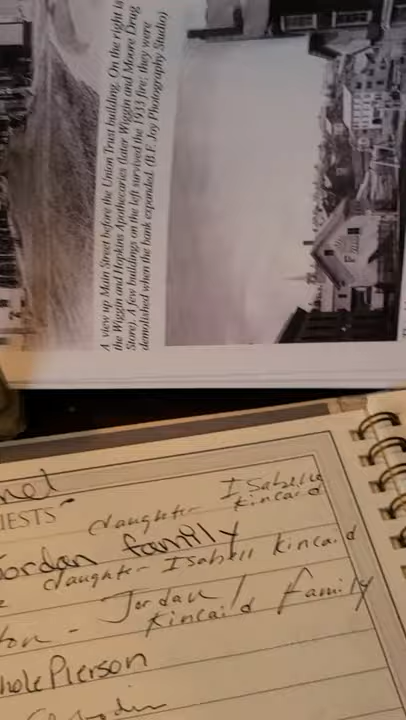 A view up Main Street before the Union Trust building. On the right is
the Wiggin and Hopkins Apothecaries (later Wiggin and Moore Drug
Store). A few buildings on the left survived the 1933 fire; they were
demolished when the bank expanded. (B.F. Joy Photography Studio)
daughter Isabelle
Kincaid
Jordan family
daughter Isabell Kincaid
Jordan/
Kincaid family
Pierson